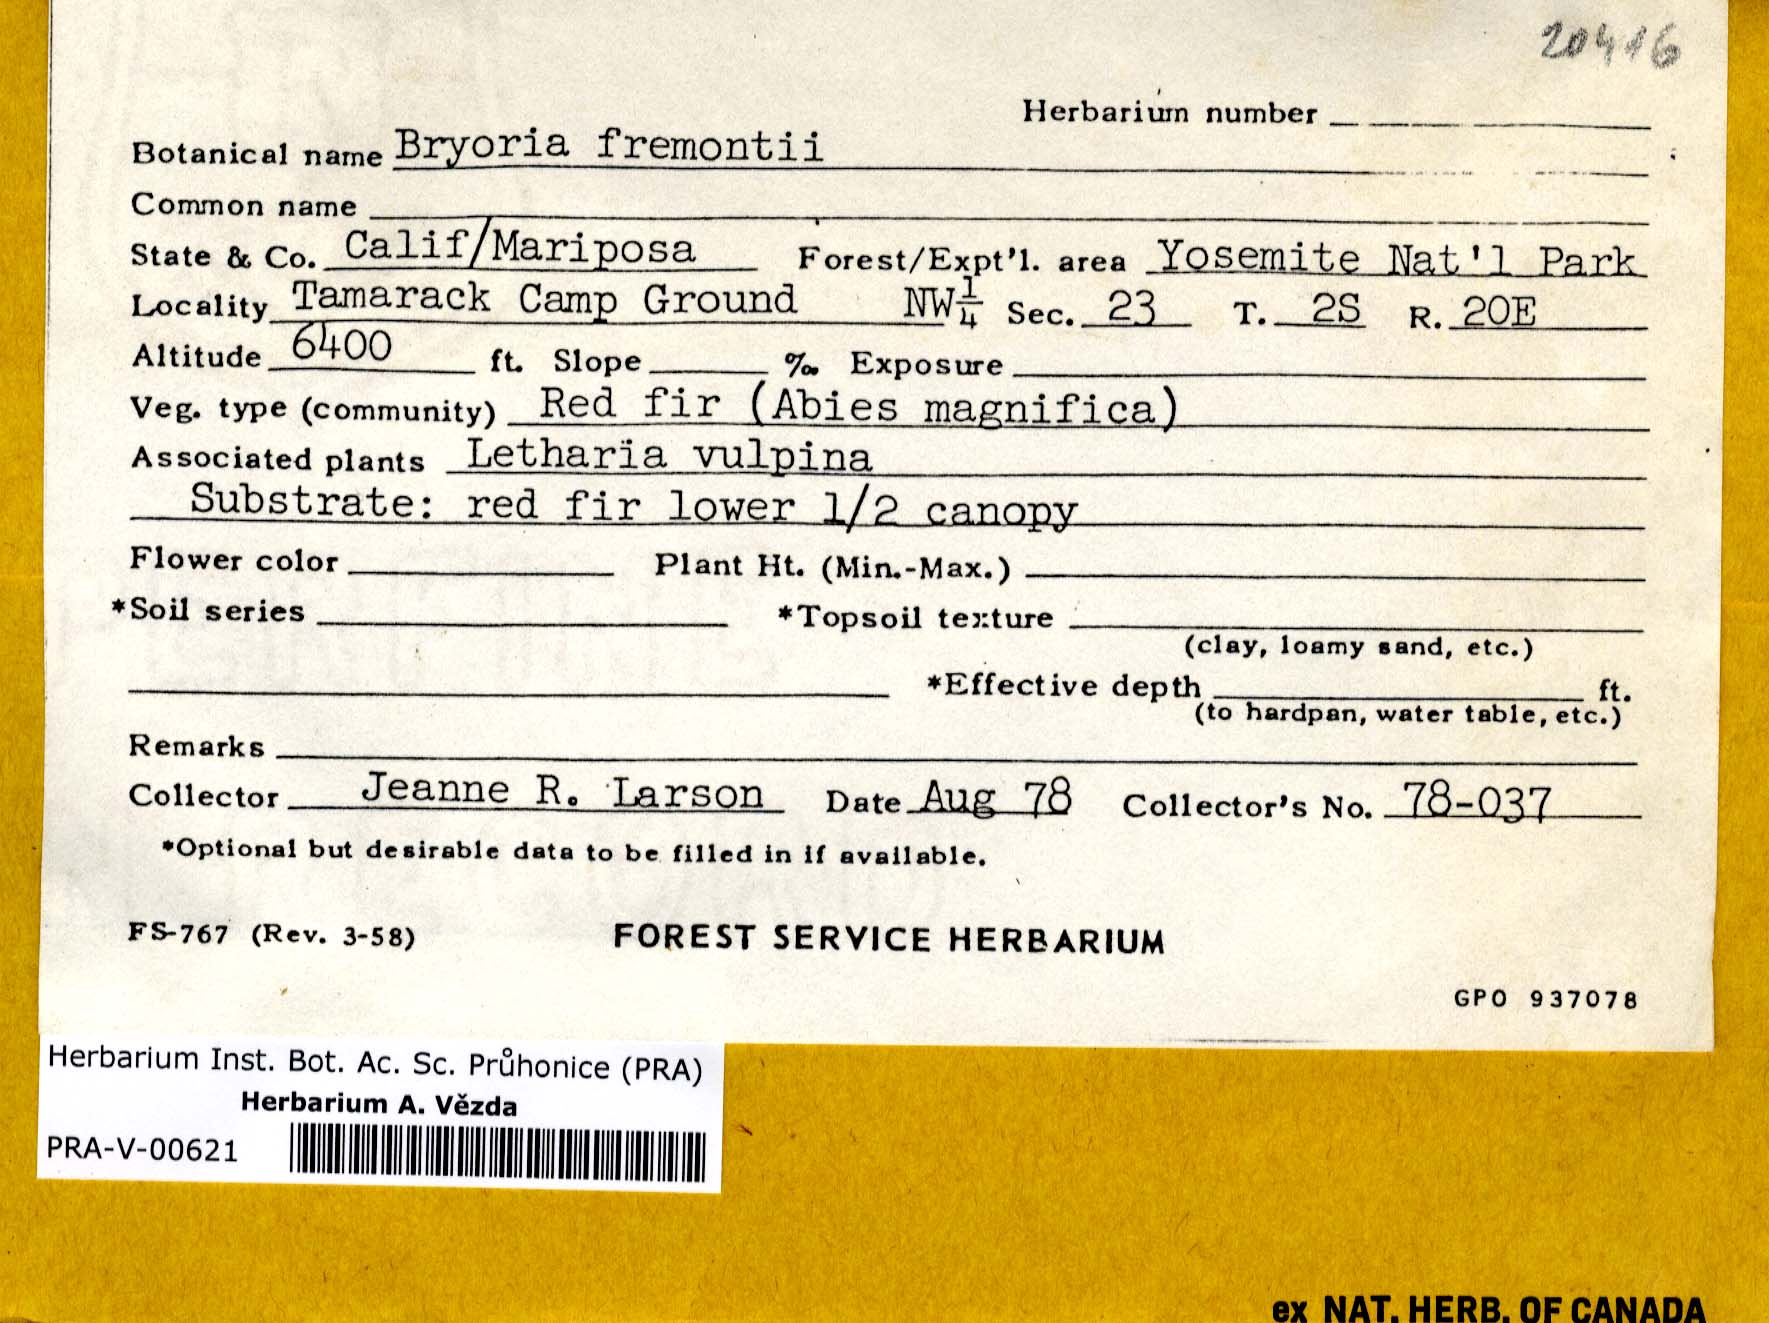 20416
Herbarium number
Botanical name Bryoria fremontii
Common name
State & Co. Calif/Mariposa Forest/Expt'l. area Yosemite Nat'l Park
Locality Tamarack Camp Ground NW¼ Sec. 23 T. 2S R. 20E
Altitude 6400 ft. Slope ‰ Exposure
Veg. type (community) Red fir (Abies magnifica)
Associated plants Letharia vulpina
Substrate: red fir lower 1/2 canopy
Flower color Plant Ht. (Min.-Max.)
*Soil series *Topsoil texture
(clay, loamy sand, etc.)
*Effective depth ft.
(to hardpan, water table, etc.)
Remarks
Collector Jeanne R. Larson Date Aug 78 Collector's No. 78-037
*Optional but desirable data to be filled in if available.
FS-767 (Rev. 3-58) FOREST SERVICE HERBARIUM
GPO 937078
Herbarium Inst. Bot. Ac. Sc. Průhonice (PRA)
Herbarium A. Vězda
PRA-V-00621
ex NAT. HERB. OF CANADA